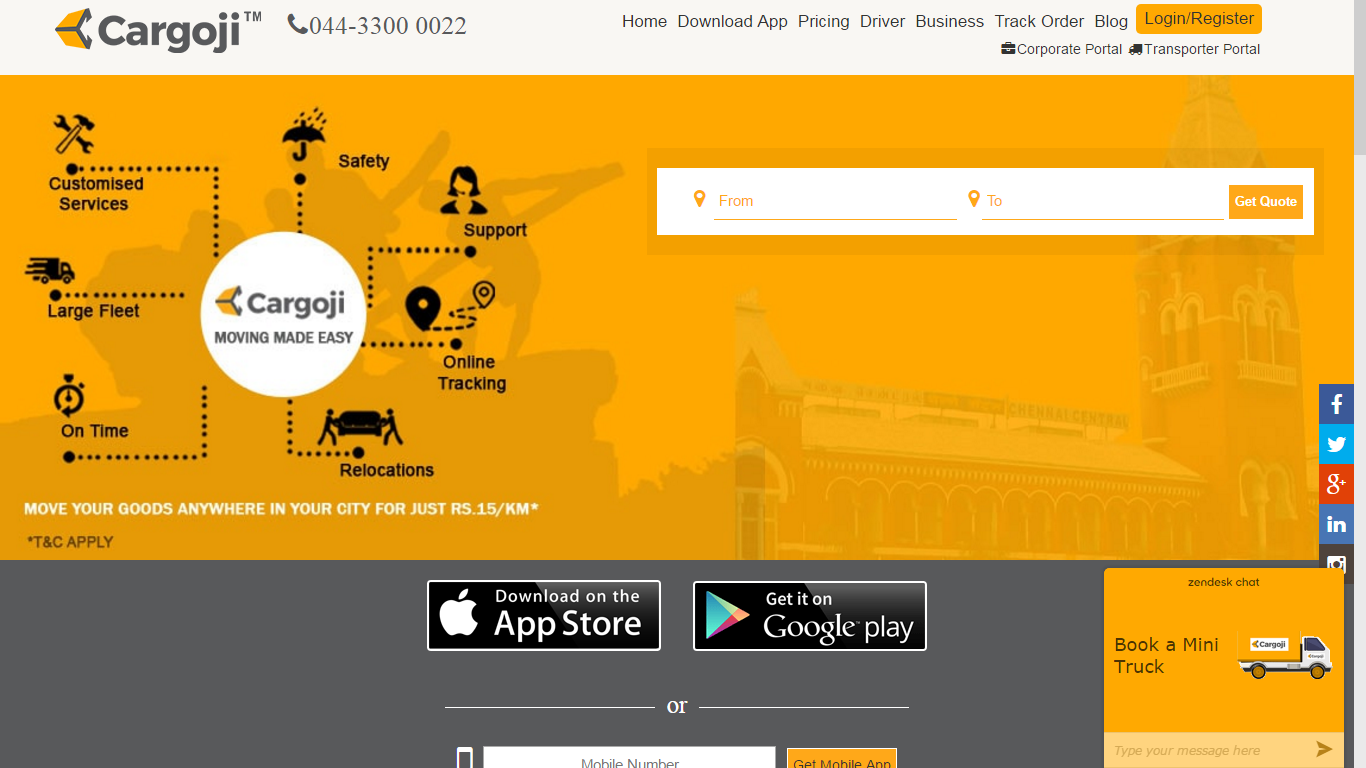 Cargoji™
044-3300 0022
Home Download App Pricing Driver Business Track Order Blog Login/Register
Corporate Portal Transporter Portal
Safety
Customised
Services
Support
From
To
Get Quote
Large Fleet
Cargoji
MOVING MADE EASY
Online
Tracking
On Time
Relocations
CHENNAI CENTRAL
MOVE YOUR GOODS ANYWHERE IN YOUR CITY FOR JUST RS.15/KM*
*T&C APPLY
Download on the
App Store
Get it on
Google play
zendesk chat
Book a Mini
Truck
Cargoji
Cargoji
Type your message here
or
Mobile Number
Get Mobile App